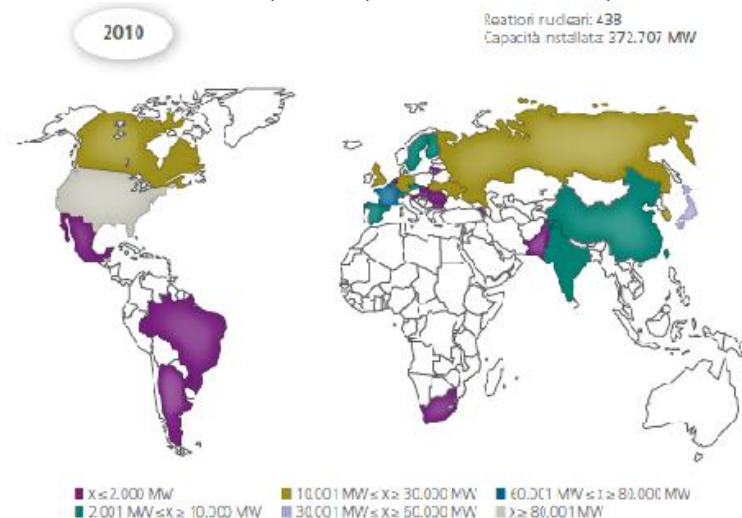 2010
Reattori nucleari: 438
Capacità installata: 372.707 MW
X ≤ 2.000 MW
10.001 MW ≤ X ≥ 30.000 MW
60.001 MW ≤ X ≥ 80.000 MW
2.001 MW ≤ X ≥ 10.000 MW
30.001 MW ≤ X ≥ 60.000 MW
X ≥ 80.001 MW